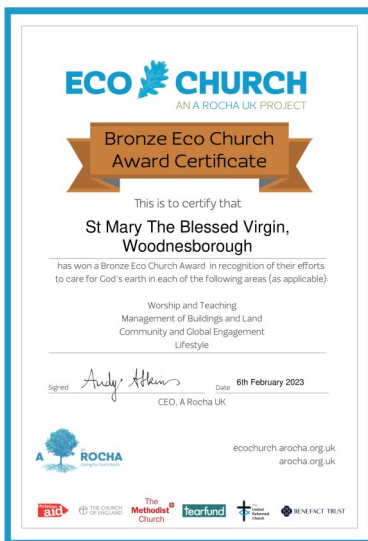 ECO CHURCH
AN A ROCHA UK PROJECT
Bronze Eco Church
Award Certificate
This is to certify that
St Mary The Blessed Virgin,
Woodnesborough
has won a Bronze Eco Church Award in recognition of their efforts
to care for God's earth in each of the following areas (as applicable):
Worship and Teaching
Management of Buildings and Land
Community and Global Engagement
Lifestyle
Signed Andy Atkins Date 6th February 2023
CEO, A Rocha UK
A ROCHA
Caring for God's Earth
ecochurch.arocha.org.uk
arocha.org.uk
christian aid
THE CHURCH OF ENGLAND
The Methodist Church
tearfund
The United Reformed Church
BENEFACT TRUST